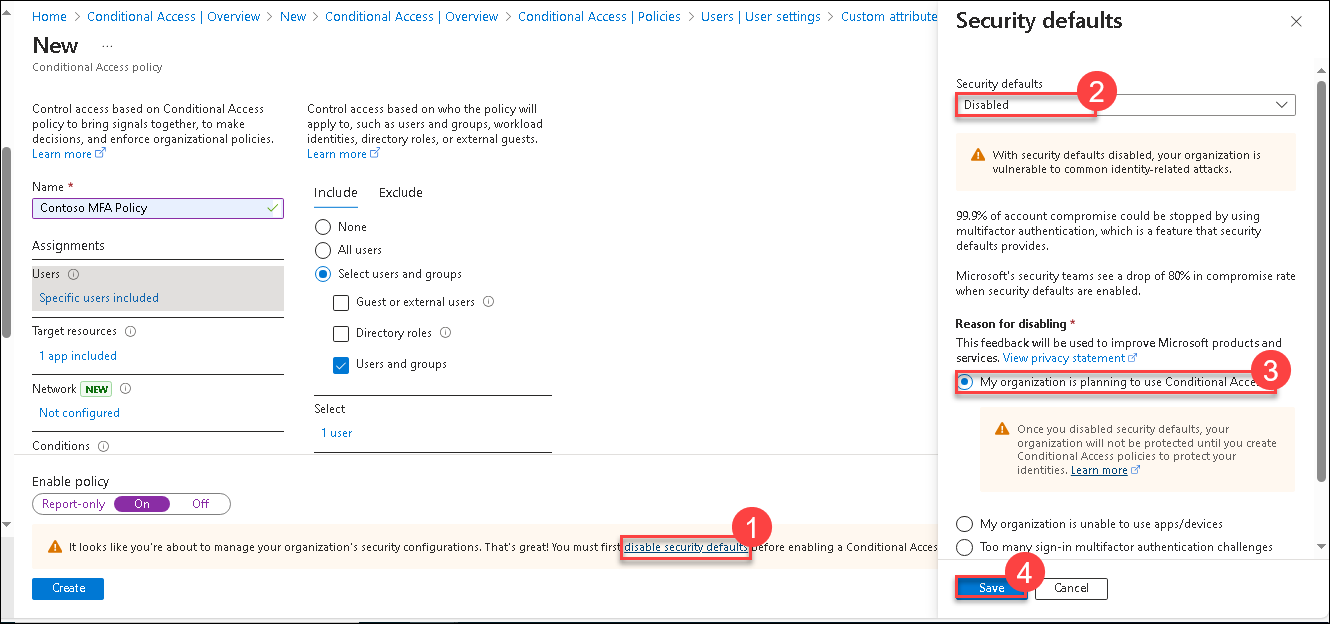 Home > Conditional Access | Overview > New > Conditional Access | Overview > Conditional Access | Policies > Users | User settings > Custom attribute
New ...
Conditional Access policy
Control access based on Conditional Access
policy to bring signals together, to make
decisions, and enforce organizational policies.
Learn more
Name *
Contoso MFA Policy
Assignments
Users
Specific users included
Target resources
1 app included
Network NEW
Not configured
Conditions
Control access based on who the policy will
apply to, such as users and groups, workload
identities, directory roles, or external guests.
Learn more
Include Exclude
None
All users
Select users and groups
Guest or external users
Directory roles
Users and groups
Select
1 user
Enable policy
Report-only On Off
1
It looks like you're about to manage your organization's security configurations. That's great! You must first disable security defaults before enabling a Conditional Acces
Create
Security defaults
Security defaults
2
Disabled
With security defaults disabled, your organization is
vulnerable to common identity-related attacks.
99.9% of account compromise could be stopped by using
multifactor authentication, which is a feature that security
defaults provides.
Microsoft's security teams see a drop of 80% in compromise rate
when security defaults are enabled.
Reason for disabling *
This feedback will be used to improve Microsoft products and
services. View privacy statement
3
My organization is planning to use Conditional Acce
Once you disabled security defaults, your
organization will not be protected until you create
Conditional Access policies to protect your
identities. Learn more
My organization is unable to use apps/devices
Too many sign-in multifactor authentication challenges
4
Save Cancel